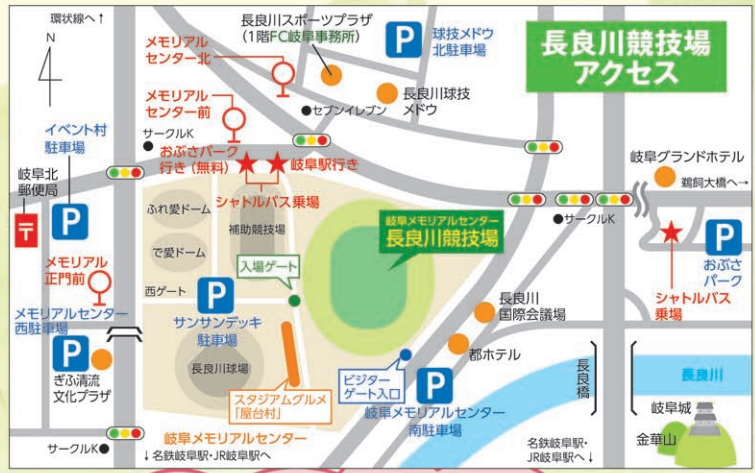 環状線へ↑
N
長良川スポーツプラザ
(1階FC岐阜事務所)
P
球技メドウ
北駐車場
長良川競技場
アクセス
メモリアル
センター北
長良川球技
メドウ
●セブンイレブン
メモリアル
センター前
イベント村
駐車場
サークルK
●
おぶさパーク
行き(無料)
岐阜駅行き
シャトルバス乗場
岐阜グランドホテル
鵜飼大橋へ→
岐阜北
郵便局
〒
P
ふれ愛ドーム
補助競技場
岐阜メモリアルセンター
長良川競技場
●サークルK
P
おぶさ
パーク
で愛ドーム
メモリアル
正門前
入場ゲート
西ゲート
P
サンサンデッキ
駐車場
シャトルバス
乗場
メモリアルセンター
西駐車場
P
ぎふ清流
文化プラザ
長良川
国際会議場
都ホテル
長良川球場
スタジアムグルメ
「屋台村」
ビジター
ゲート入口
P
岐阜メモリアルセンター
南駐車場
長良橋
長良川
岐阜城
金華山
サークルK●
岐阜メモリアルセンター
↓名鉄岐阜駅・JR岐阜駅へ
名鉄岐阜駅・
JR岐阜駅へ↓